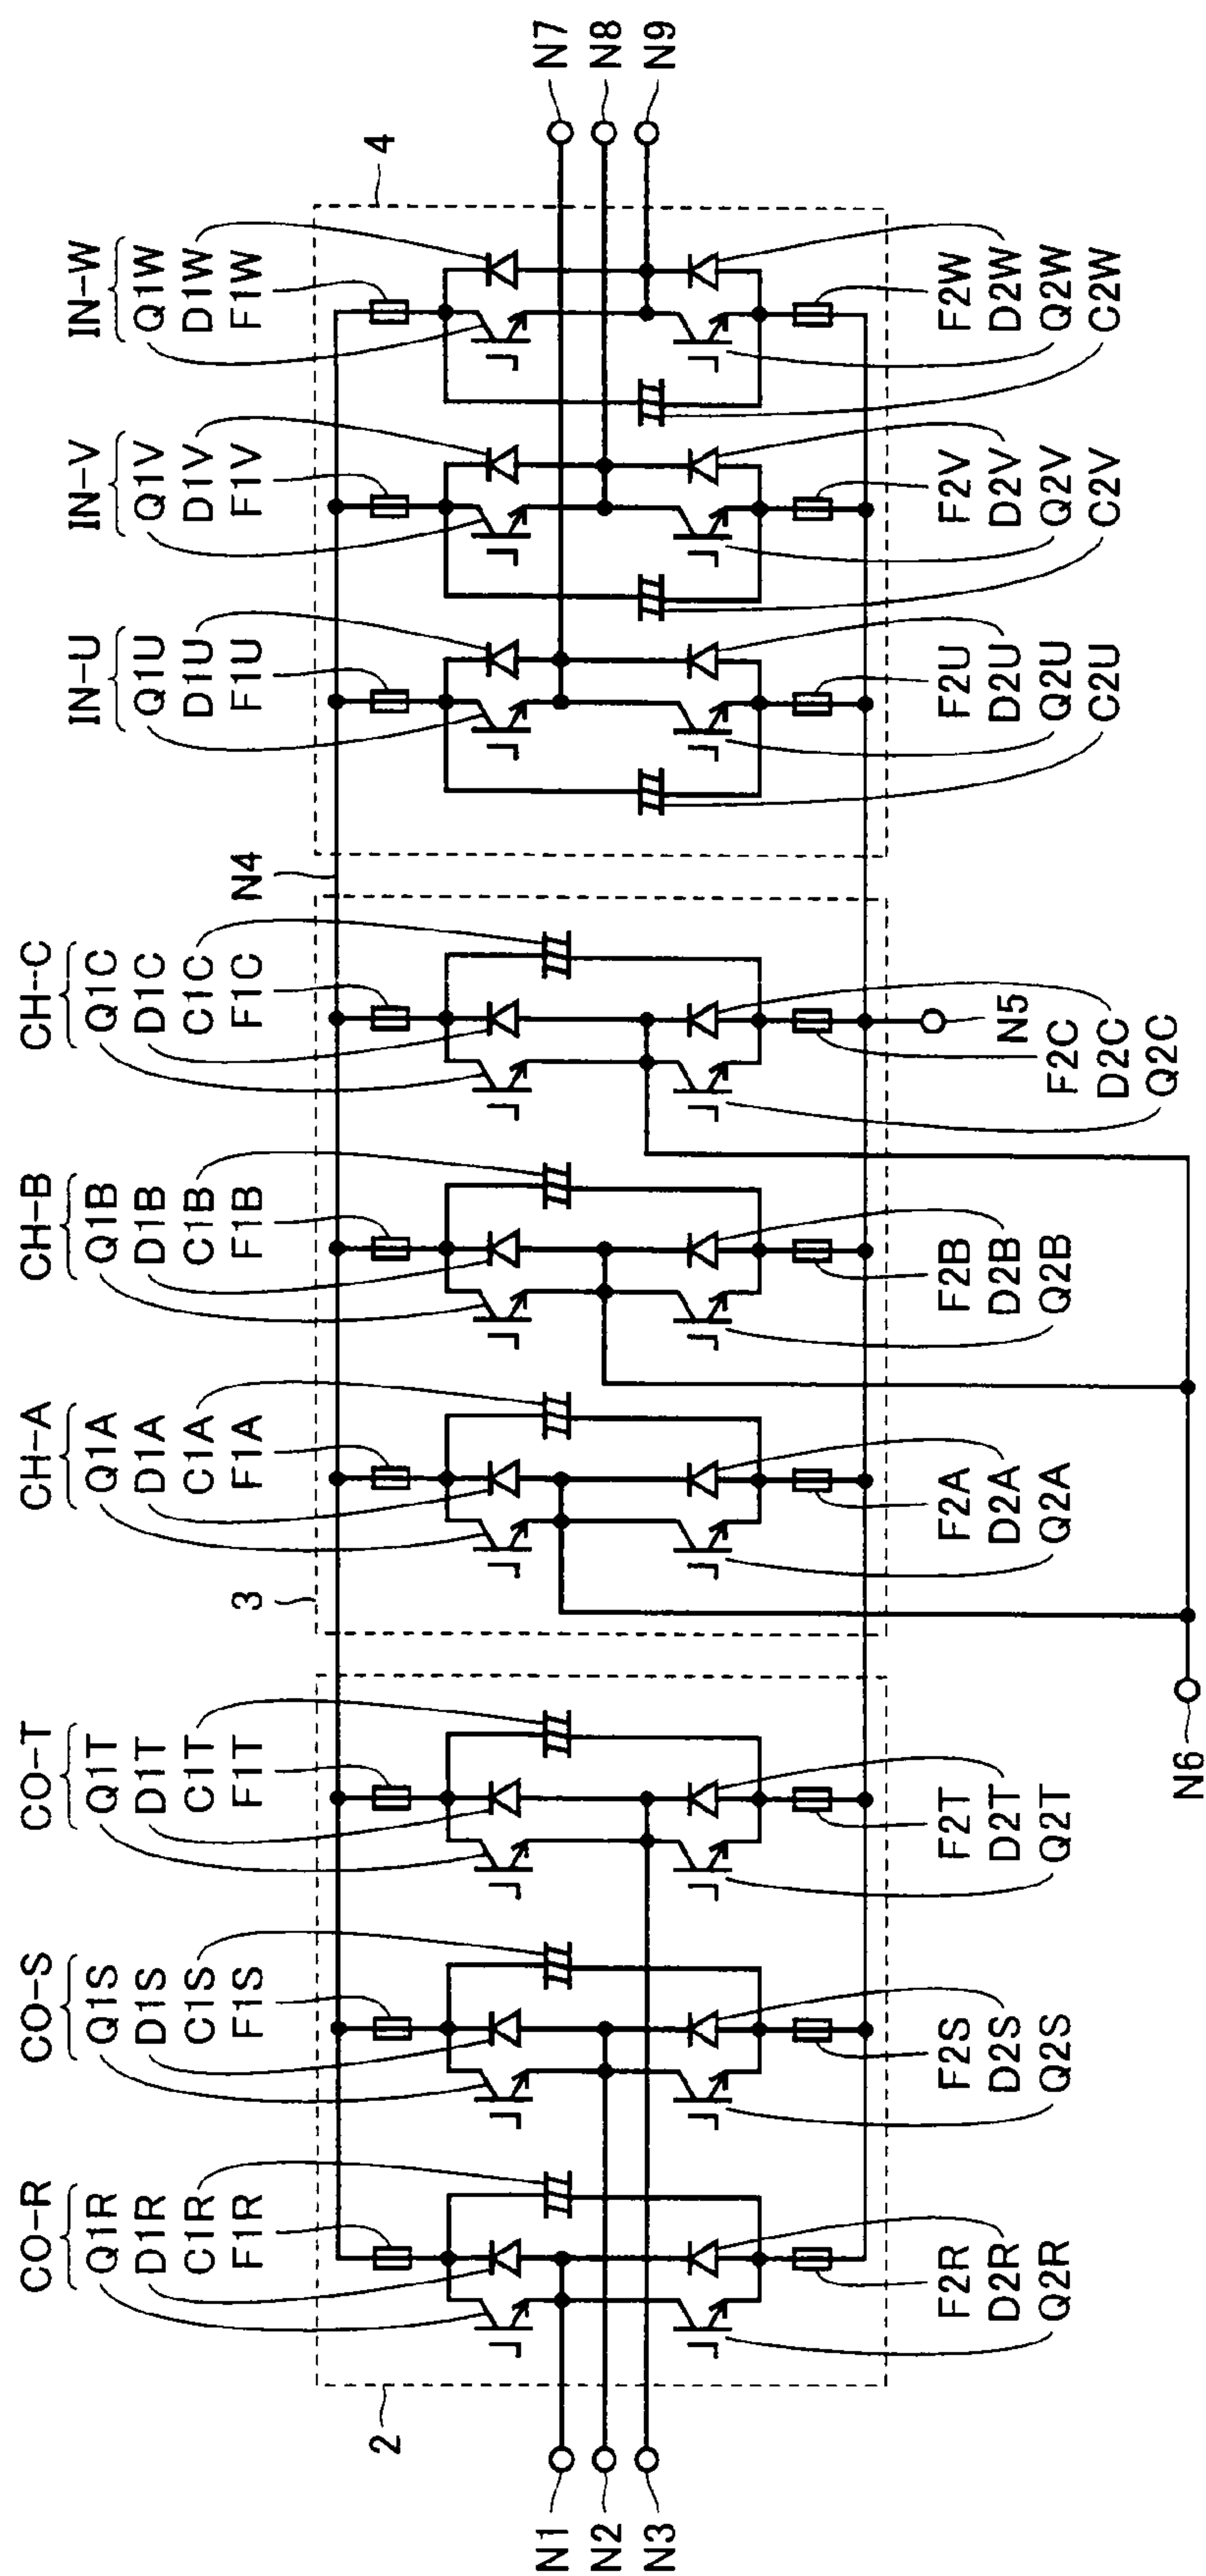 CO-R
Q1R
D1R
C1R
F1R
CO-S
Q1S
D1S
C1S
F1S
CO-T
Q1T
D1T
C1T
F1T
CH-A
Q1A
D1A
C1A
F1A
CH-B
Q1B
D1B
C1B
F1B
CH-C
Q1C
D1C
C1C
F1C
IN-U
Q1U
D1U
F1U
IN-V
Q1V
D1V
F1V
IN-W
Q1W
D1W
F1W
2
3
N4
4
N1
N2
N3
N7
N8
N9
F2R
D2R
Q2R
F2S
D2S
Q2S
F2T
D2T
Q2T
F2A
D2A
Q2A
F2B
D2B
Q2B
N5
F2C
D2C
Q2C
F2U
D2U
Q2U
C2U
F2V
D2V
Q2V
C2V
F2W
D2W
Q2W
C2W
N6